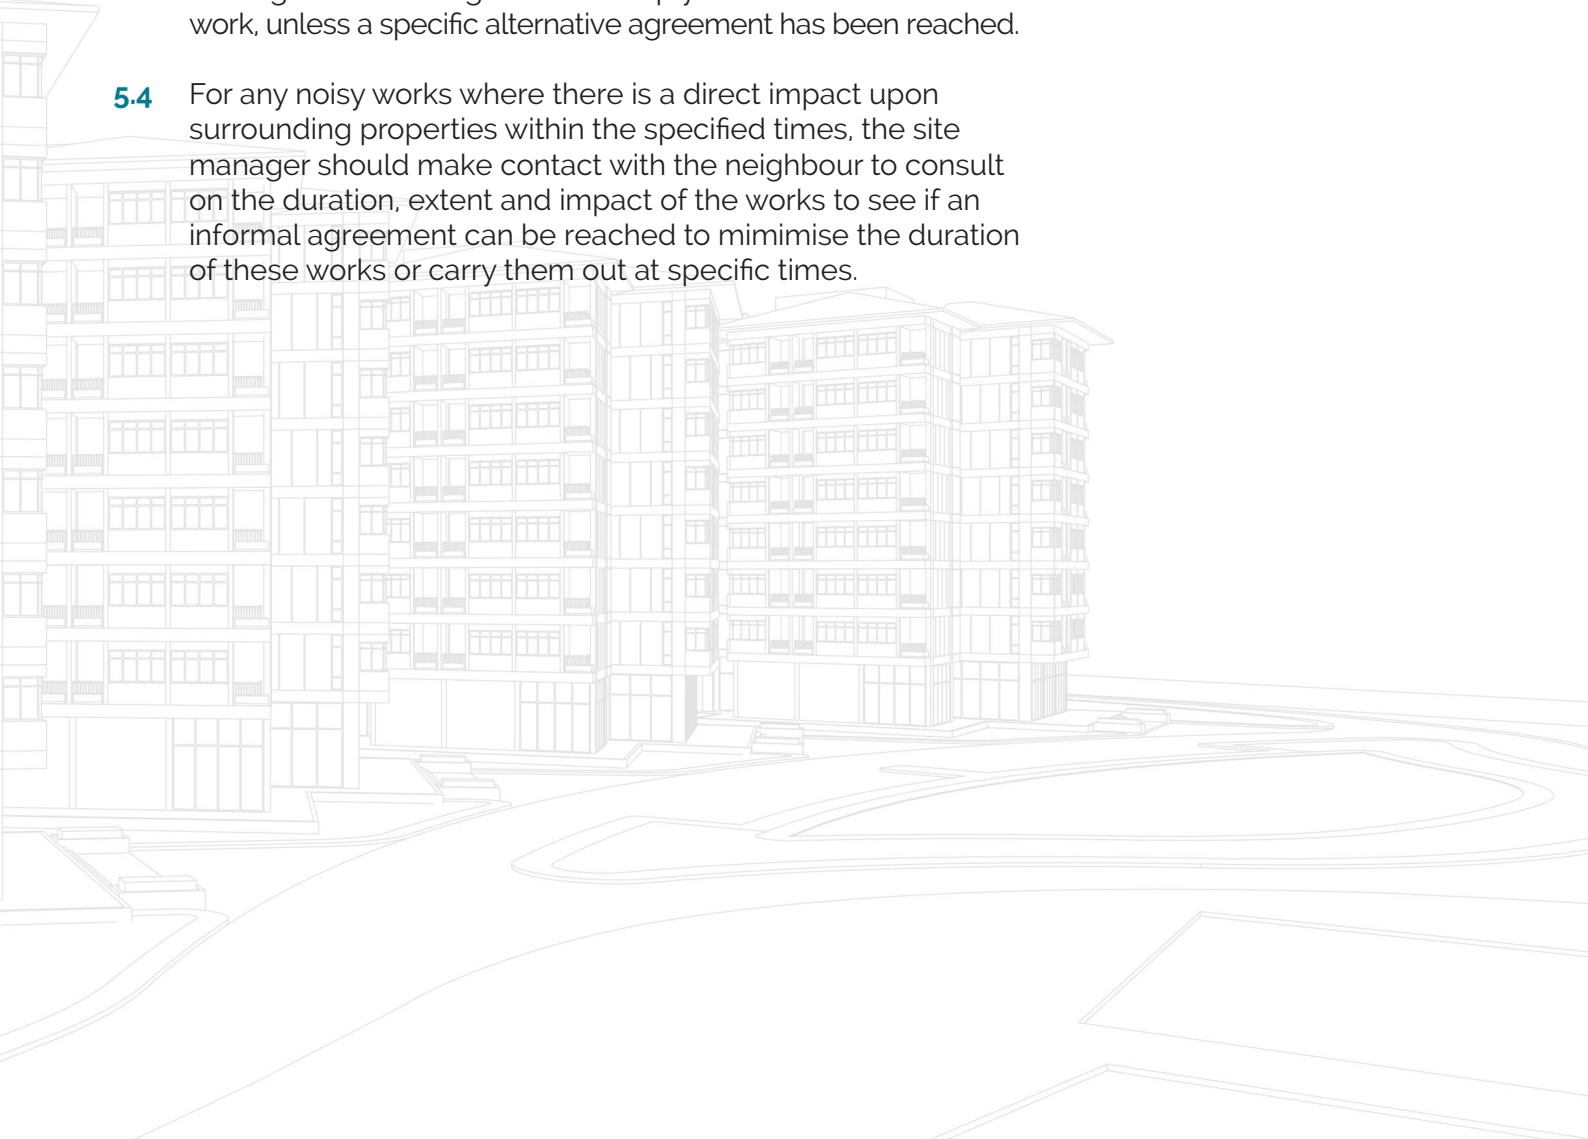 work, unless a specific alternative agreement has been reached.
5.4 For any noisy works where there is a direct impact upon
surrounding properties within the specified times, the site
manager should make contact with the neighbour to consult
on the duration, extent and impact of the works to see if an
informal agreement can be reached to mimimise the duration
of these works or carry them out at specific times.